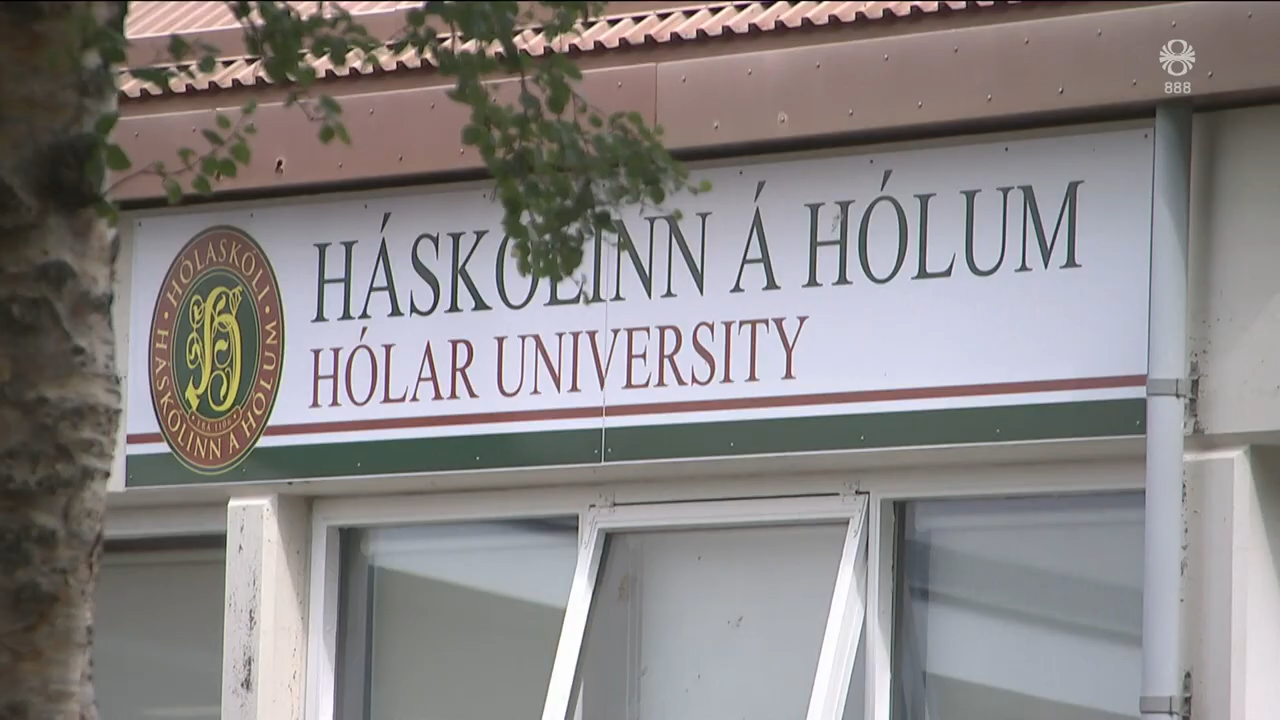 888
HÁSKÓLINN Á HÓLUM
HÓLAR UNIVERSITY
HÓLASKÓLI
HÁSKÓLINN Á HÓLUM